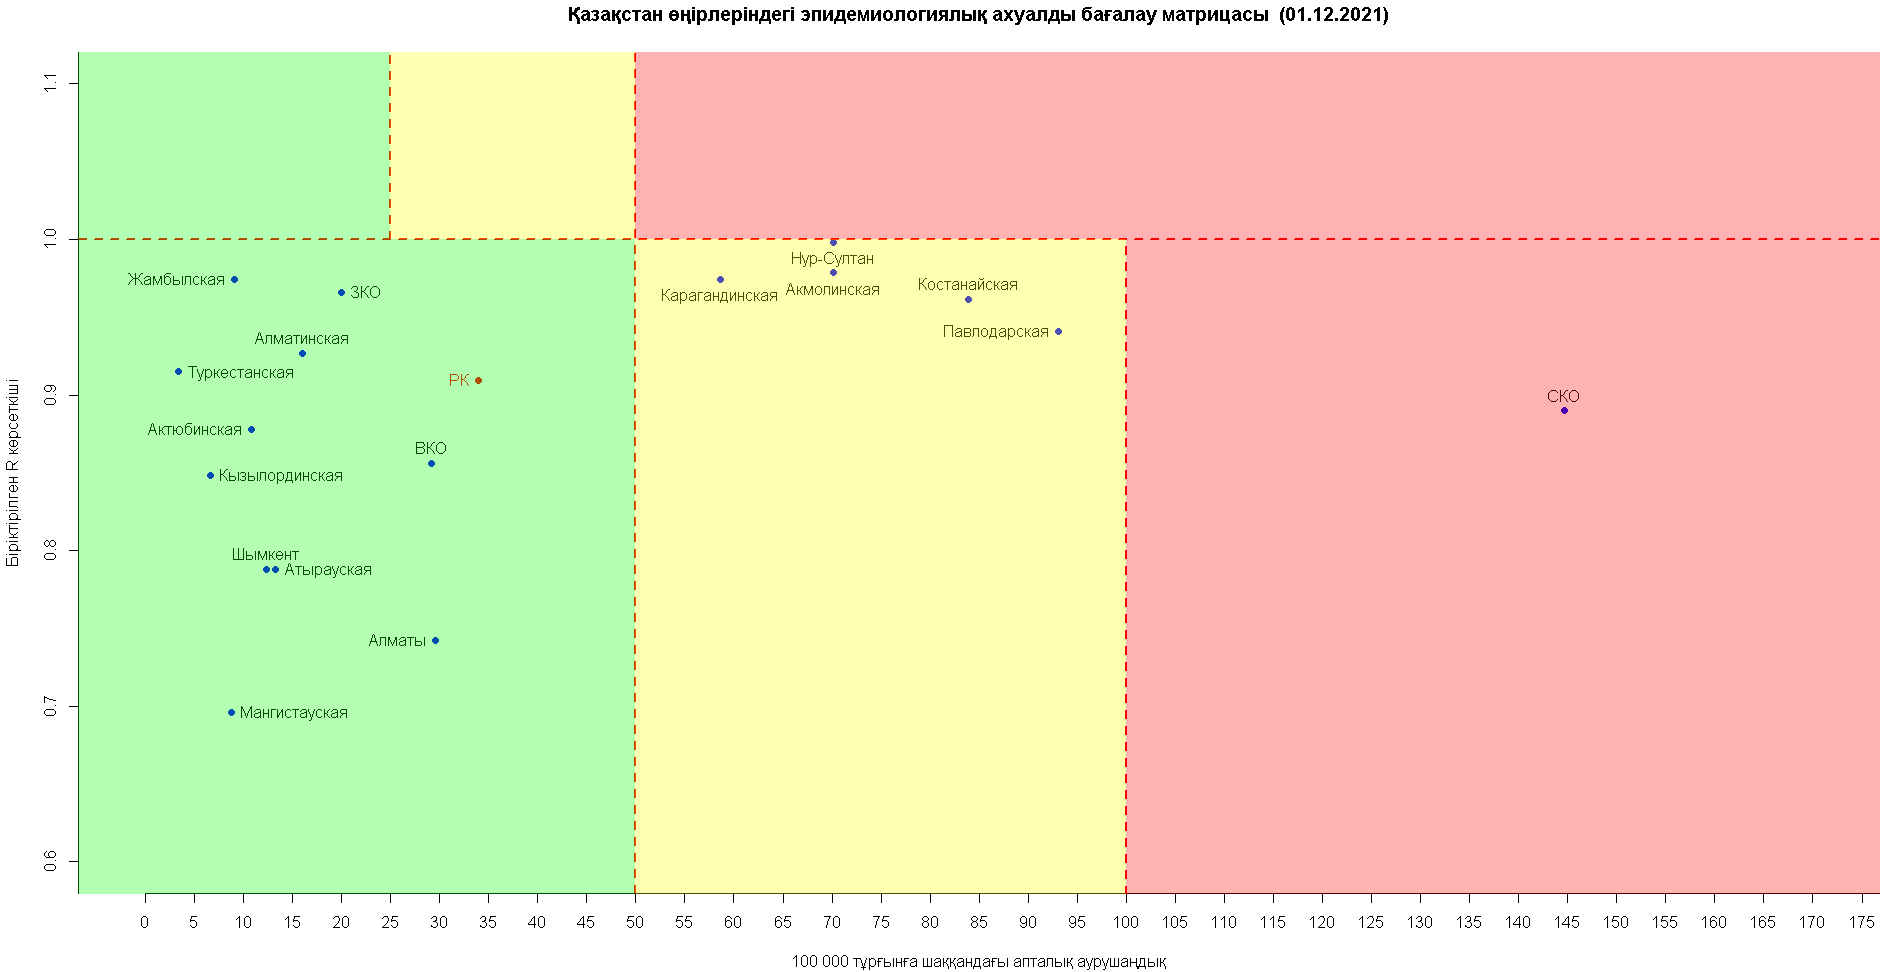 Қазақстан өңірлеріндегі эпидемиологиялық ахуалды бағалау матрицасы (01.12.2021)
Біріктірілген R көрсеткіші
1.1
1.0
0.9
0.8
0.7
0.6
Жамбылская
ЗКО
Алматинская
Туркестанская
РК
Актюбинская
ВКО
Кызылординская
Шымкент
Атырауская
Алматы
Мангистауская
Нур-Султан
Карагандинская
Акмолинская
Костанайская
Павлодарская
СКО
0 5 10 15 20 25 30 35 40 45 50 55 60 65 70 75 80 85 90 95 100 105 110 115 120 125 130 135 140 145 150 155 160 165 170 175
100 000 тұрғынға шаққандағы апталық аурушаңдық